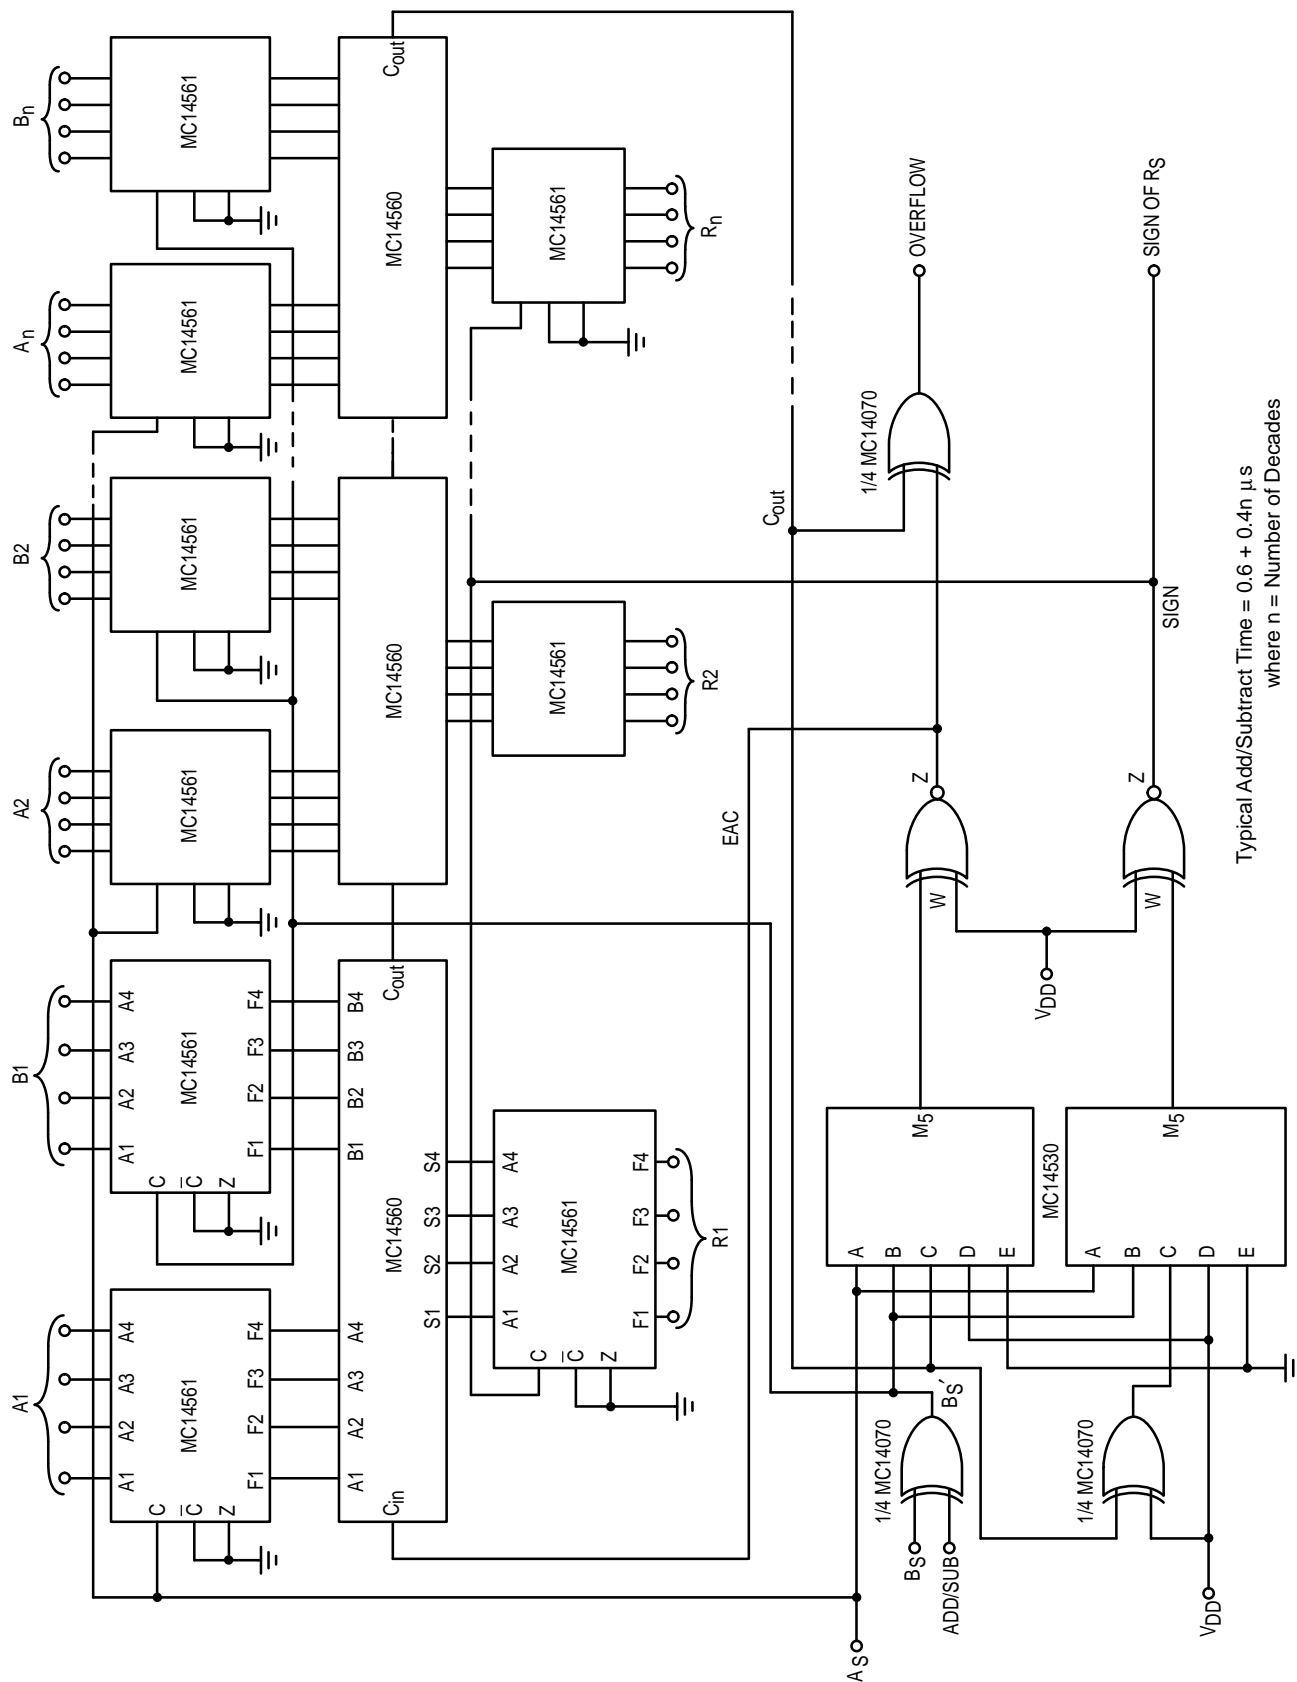 A1
B1
A2
B2
An
Bn
A1 A2 A3 A4
C
C
Z
MC14561
F1 F2 F3 F4
A1 A2 A3 A4
C
C
Z
MC14561
F1 F2 F3 F4
MC14561
MC14561
MC14561
MC14561
Cin
A1 A2 A3 A4
B1 B2 B3 B4
Cout
MC14560
S1 S2 S3 S4
MC14560
MC14560
Cout
A1 A2 A3 A4
C
C
Z
MC14561
F1 F2 F3 F4
R1
MC14561
R2
MC14561
Rn
EAC
Cout
AS
BS
ADD/SUB
1/4 MC14070
BS`
A
B
C
D
E
M5
MC14530
A
B
C
D
E
M5
W
Z
VDD
W
Z
1/4 MC14070
OVERFLOW
1/4 MC14070
VDD
SIGN
SIGN OF RS
Typical Add/Subtract Time = 0.6 + 0.4n µs
where n = Number of Decades